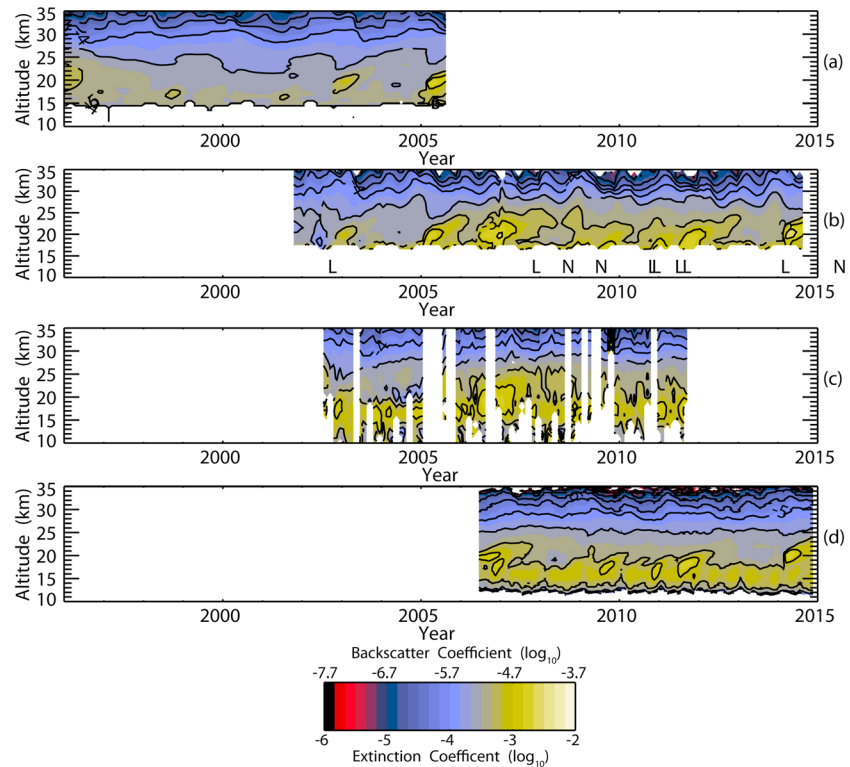 35
30
25
20
15
10
Altitude (km)
(a)
2000 2005 2010 2015
Year
35
30
25
20
15
10
Altitude (km)
(b)
L L N N LL LL L N
2000 2005 2010 2015
Year
35
30
25
20
15
10
Altitude (km)
(c)
2000 2005 2010 2015
Year
35
30
25
20
15
10
Altitude (km)
(d)
2000 2005 2010 2015
Year
Backscatter Coefficient (log10)
-7.7 -6.7 -5.7 -4.7 -3.7
-6 -5 -4 -3 -2
Extinction Coefficent (log10)